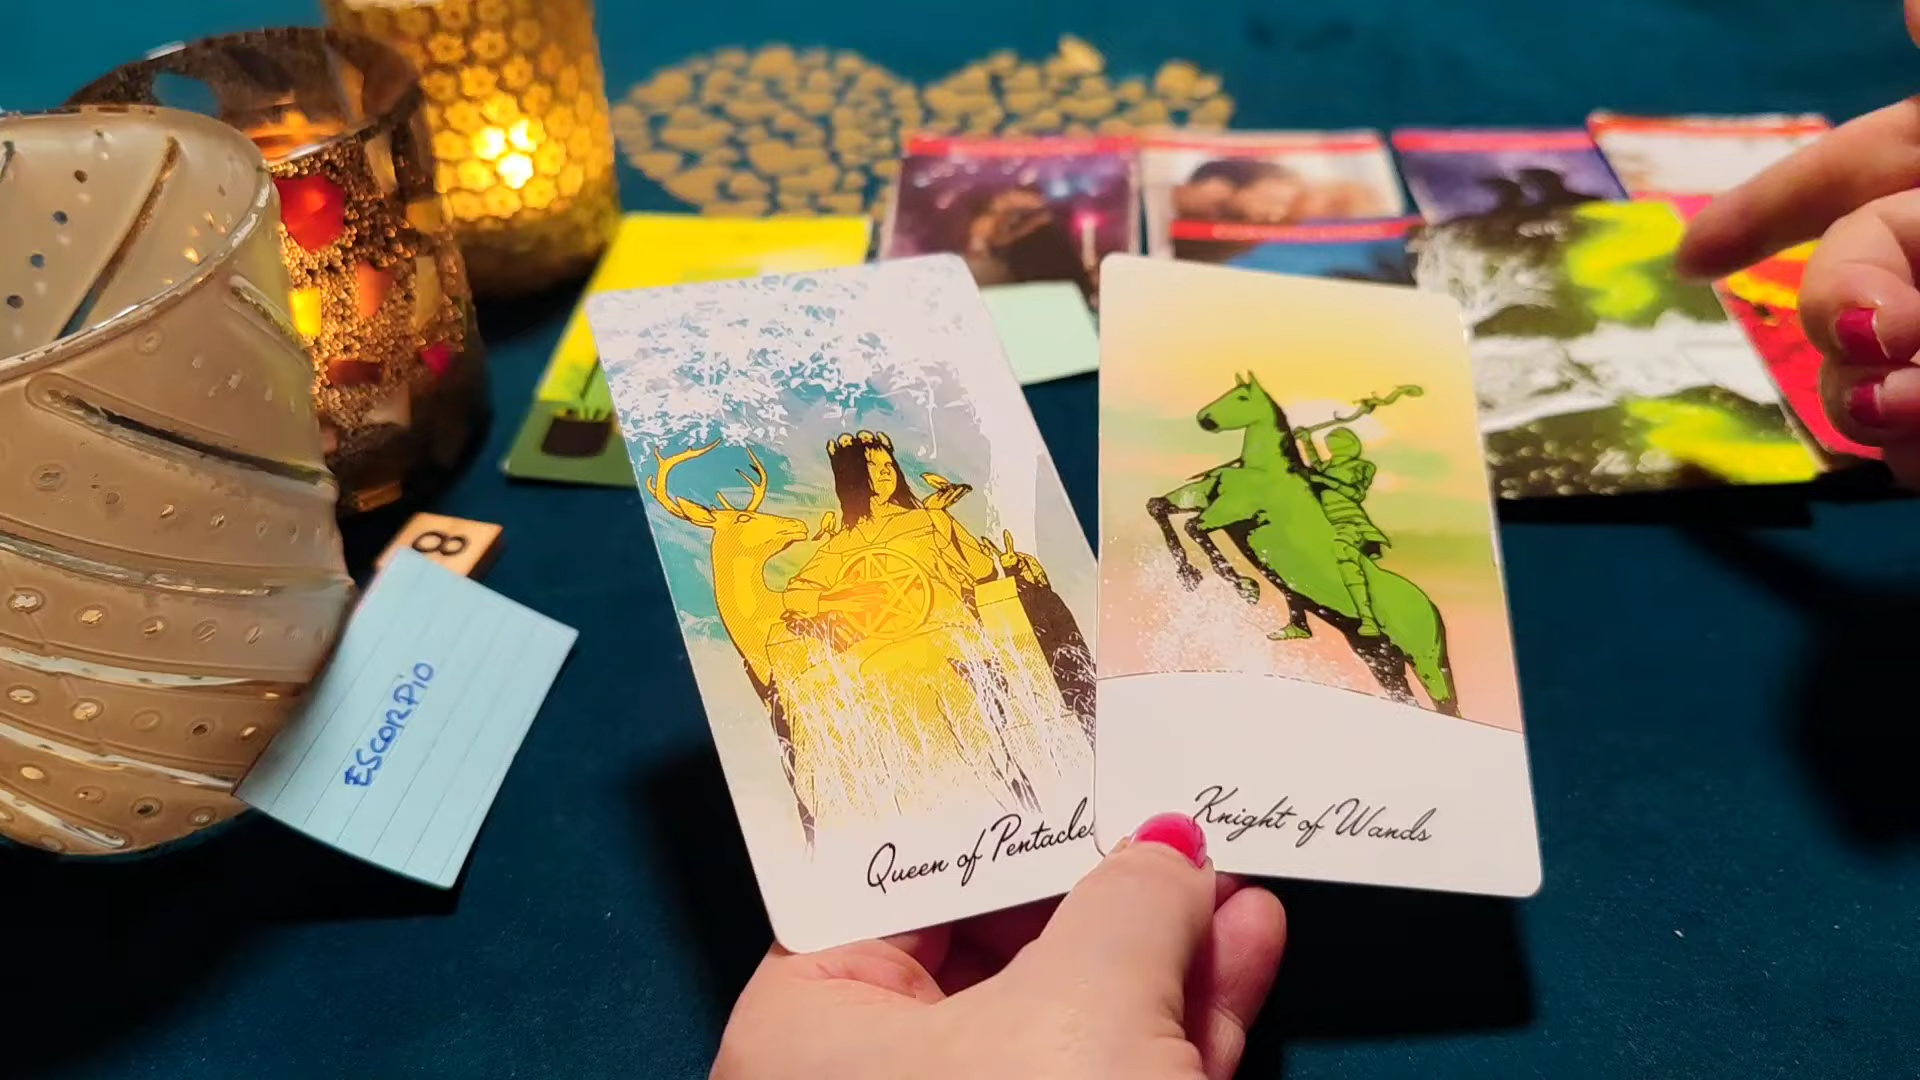 8
ESCORPIO
Queen of Pentacles
Knight of Wands